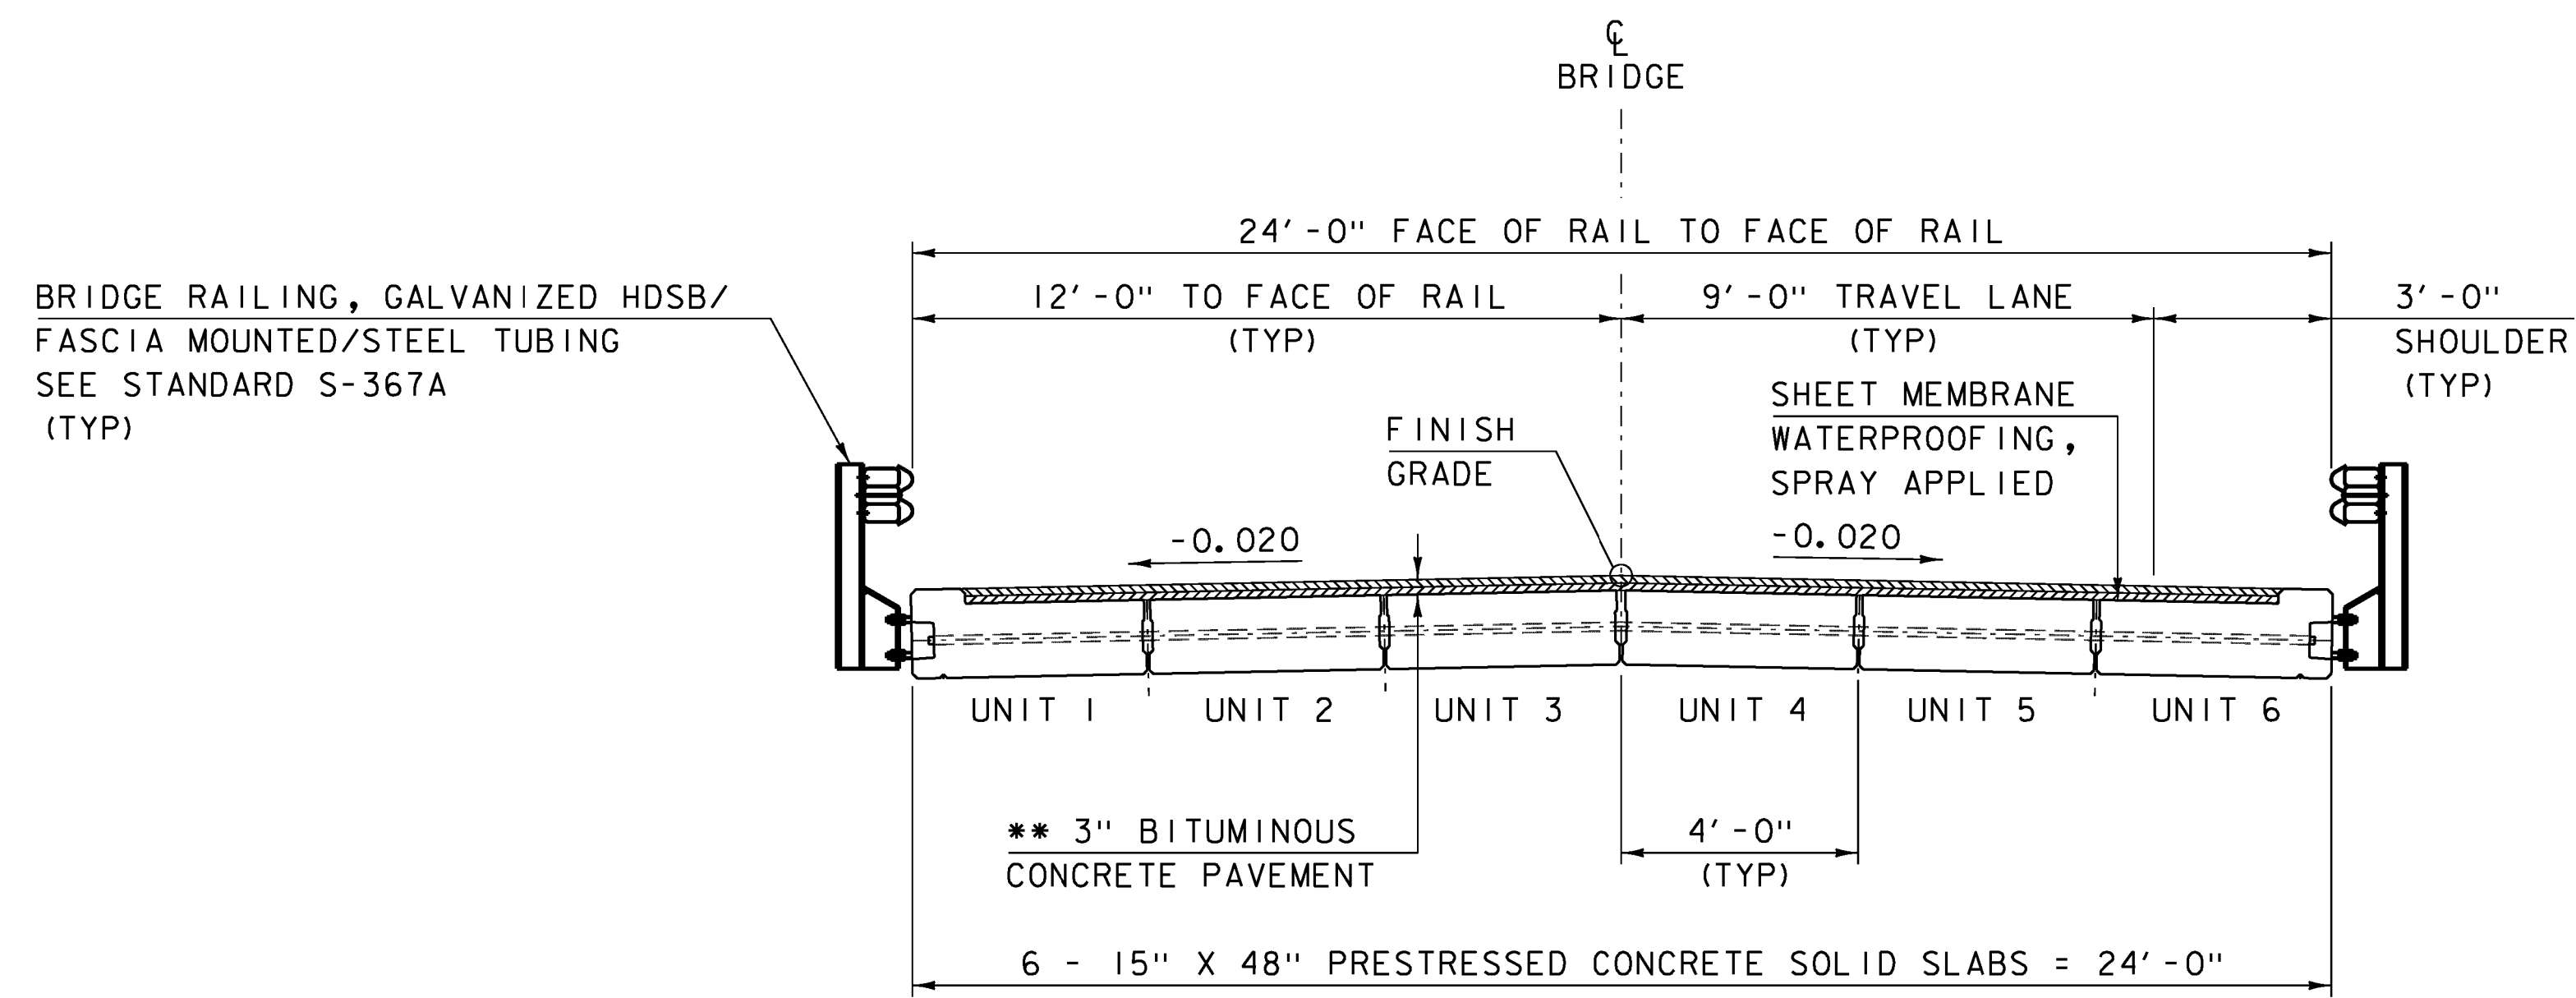 ℄
BRIDGE
24'-0" FACE OF RAIL TO FACE OF RAIL
BRIDGE RAILING, GALVANIZED HDSB/
FASCIA MOUNTED/STEEL TUBING
SEE STANDARD S-367A
(TYP)
12'-0" TO FACE OF RAIL
(TYP)
9'-0" TRAVEL LANE
(TYP)
3'-0"
SHOULDER
(TYP)
FINISH
GRADE
SHEET MEMBRANE
WATERPROOFING,
SPRAY APPLIED
-0.020
-0.020
UNIT 1
UNIT 2
UNIT 3
UNIT 4
UNIT 5
UNIT 6
** 3" BITUMINOUS
CONCRETE PAVEMENT
4'-0"
(TYP)
6 - 15" X 48" PRESTRESSED CONCRETE SOLID SLABS = 24'-0"